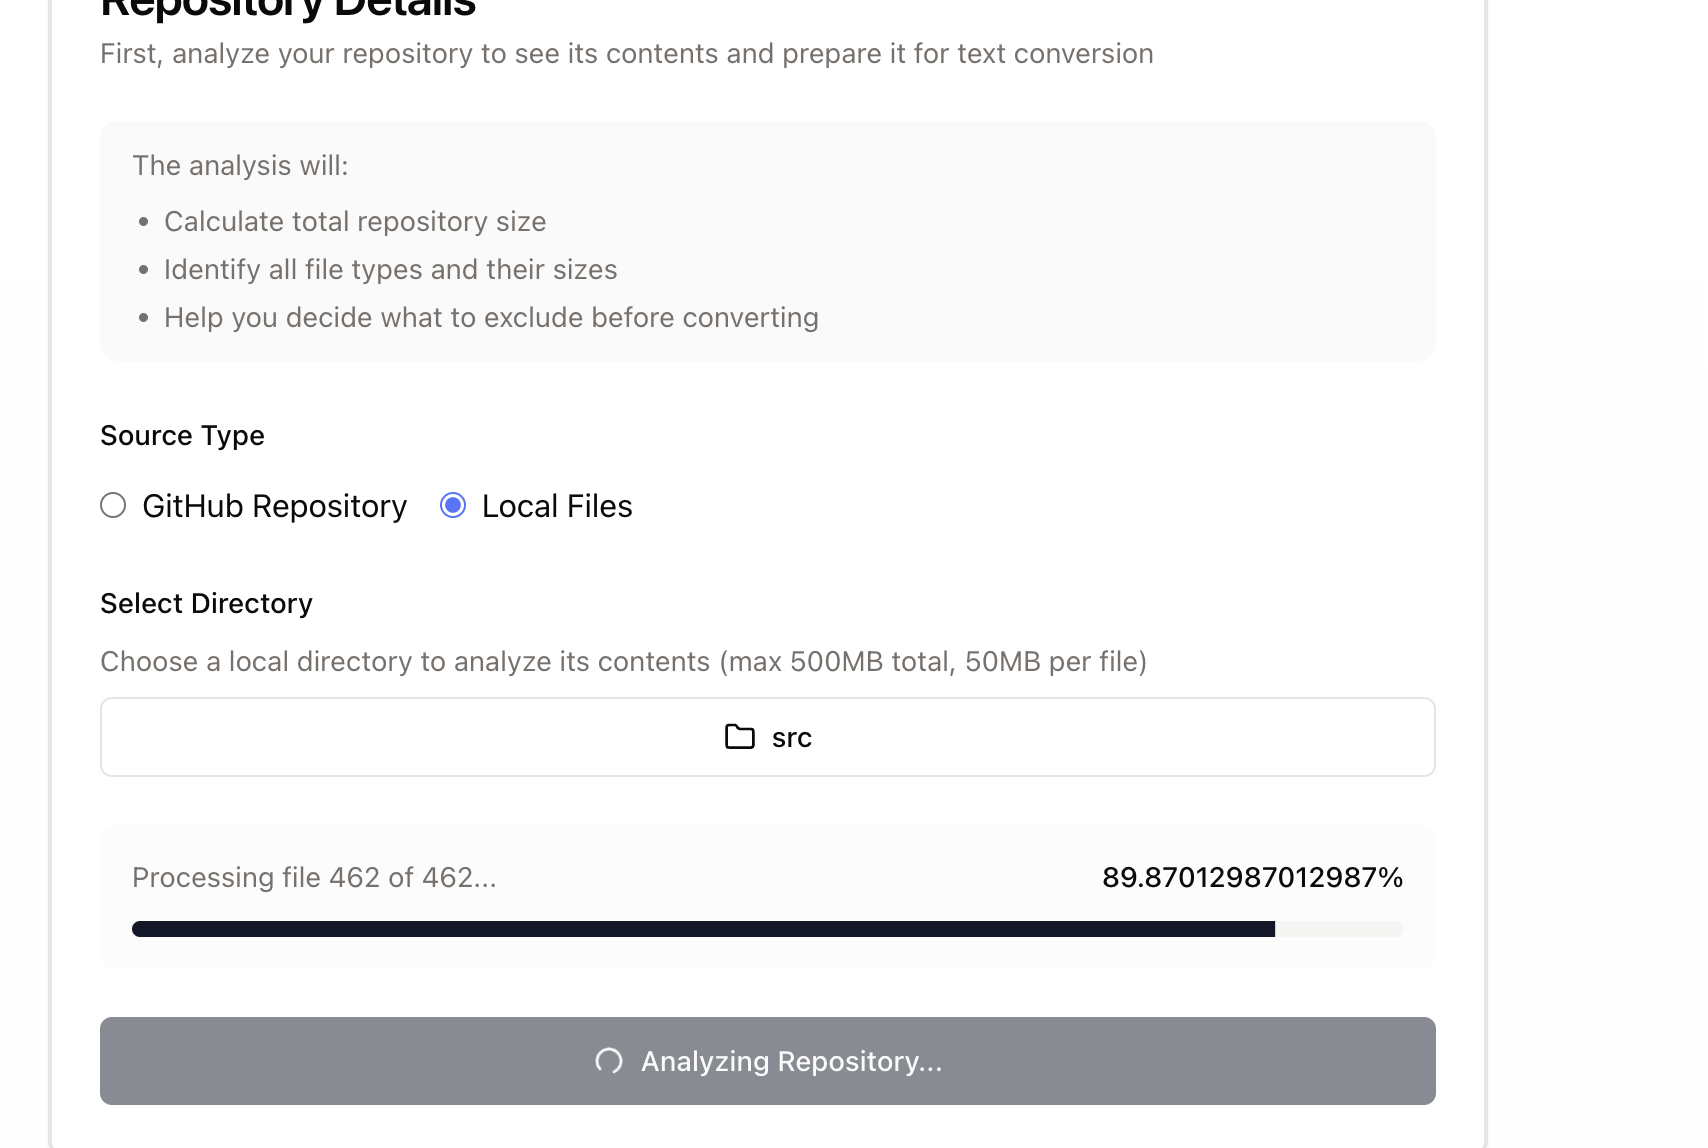 Repository Details
First, analyze your repository to see its contents and prepare it for text conversion
The analysis will:
• Calculate total repository size
• Identify all file types and their sizes
• Help you decide what to exclude before converting
Source Type
GitHub Repository
Local Files
Select Directory
Choose a local directory to analyze its contents (max 500MB total, 50MB per file)
src
Processing file 462 of 462...
89.87012987012987%
Analyzing Repository...